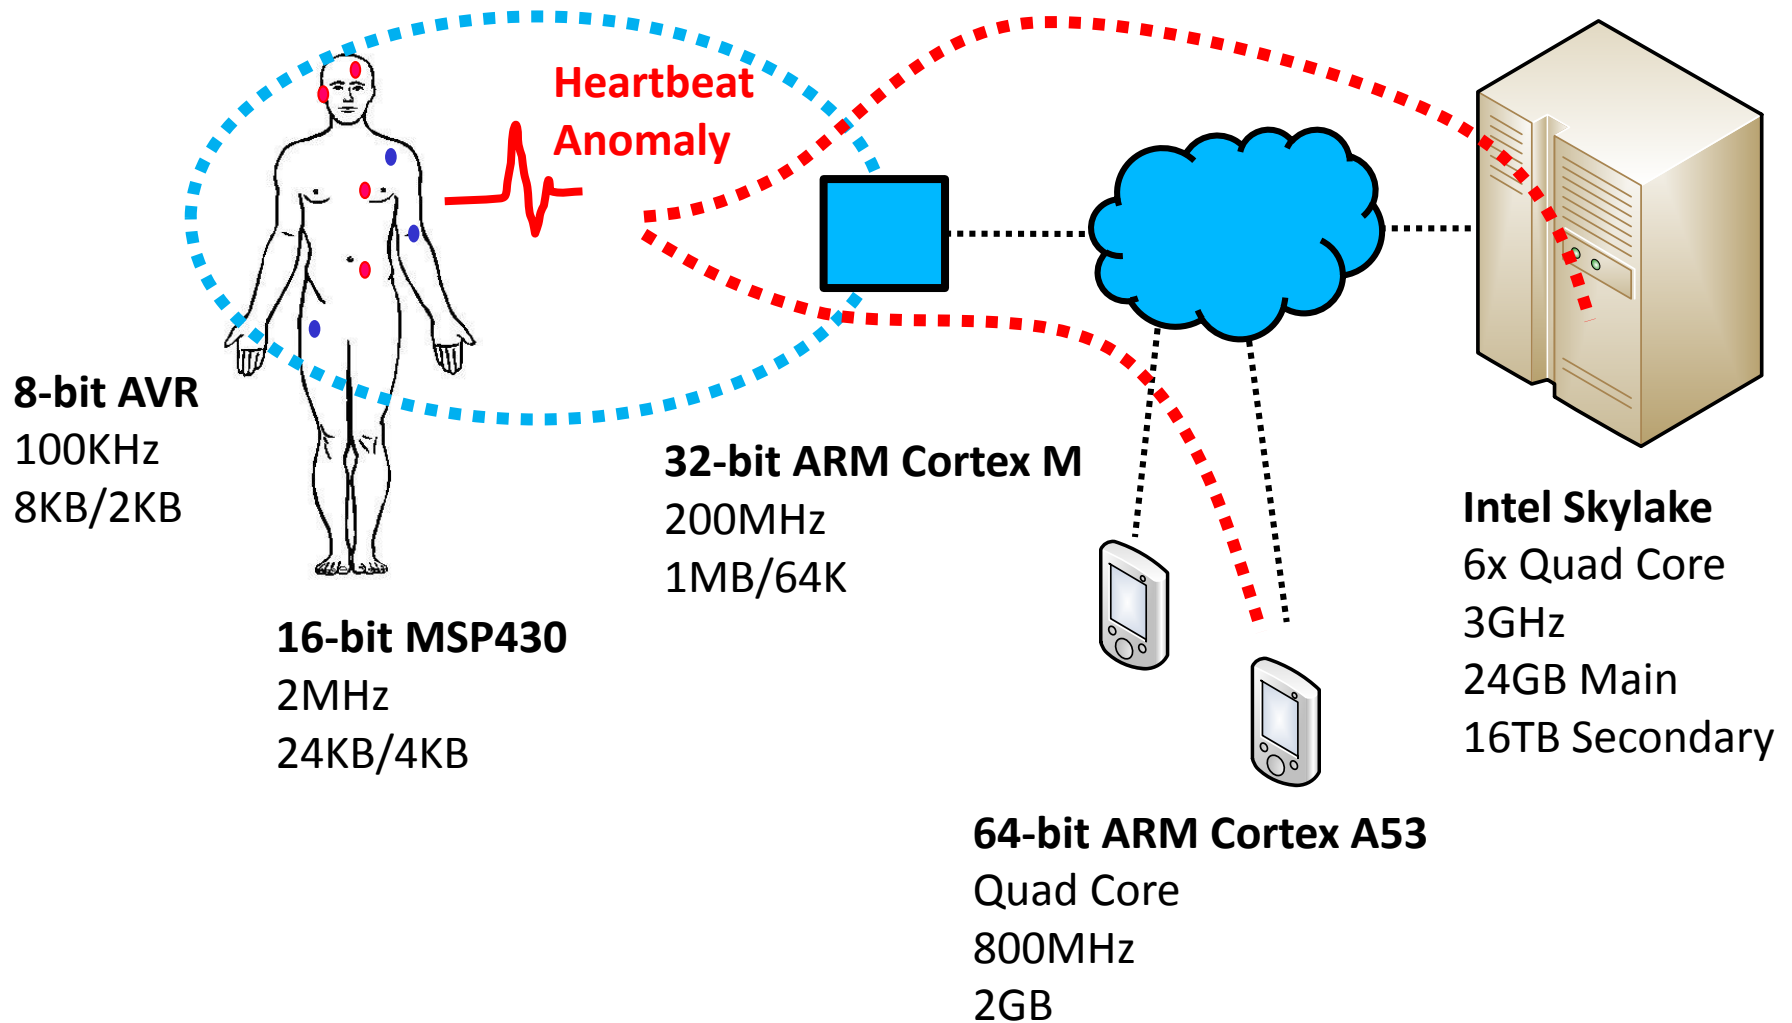 Heartbeat
Anomaly
8-bit AVR
100KHz
8KB/2KB
16-bit MSP430
2MHz
24KB/4KB
32-bit ARM Cortex M
200MHz
1MB/64K
64-bit ARM Cortex A53
Quad Core
800MHz
2GB
Intel Skylake
6x Quad Core
3GHz
24GB Main
16TB Secondary